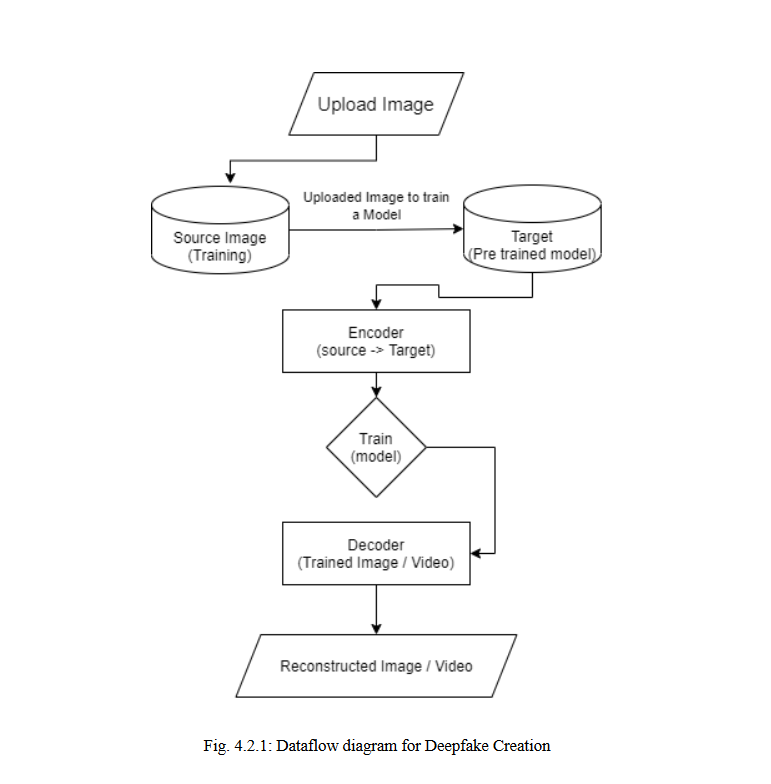 Upload Image
Uploaded Image to train
a Model
Source Image
(Training)
Target
(Pre trained model)
Encoder
(source -> Target)
Train
(model)
Decoder
(Trained Image / Video)
Reconstructed Image / Video
Fig. 4.2.1: Dataflow diagram for Deepfake Creation